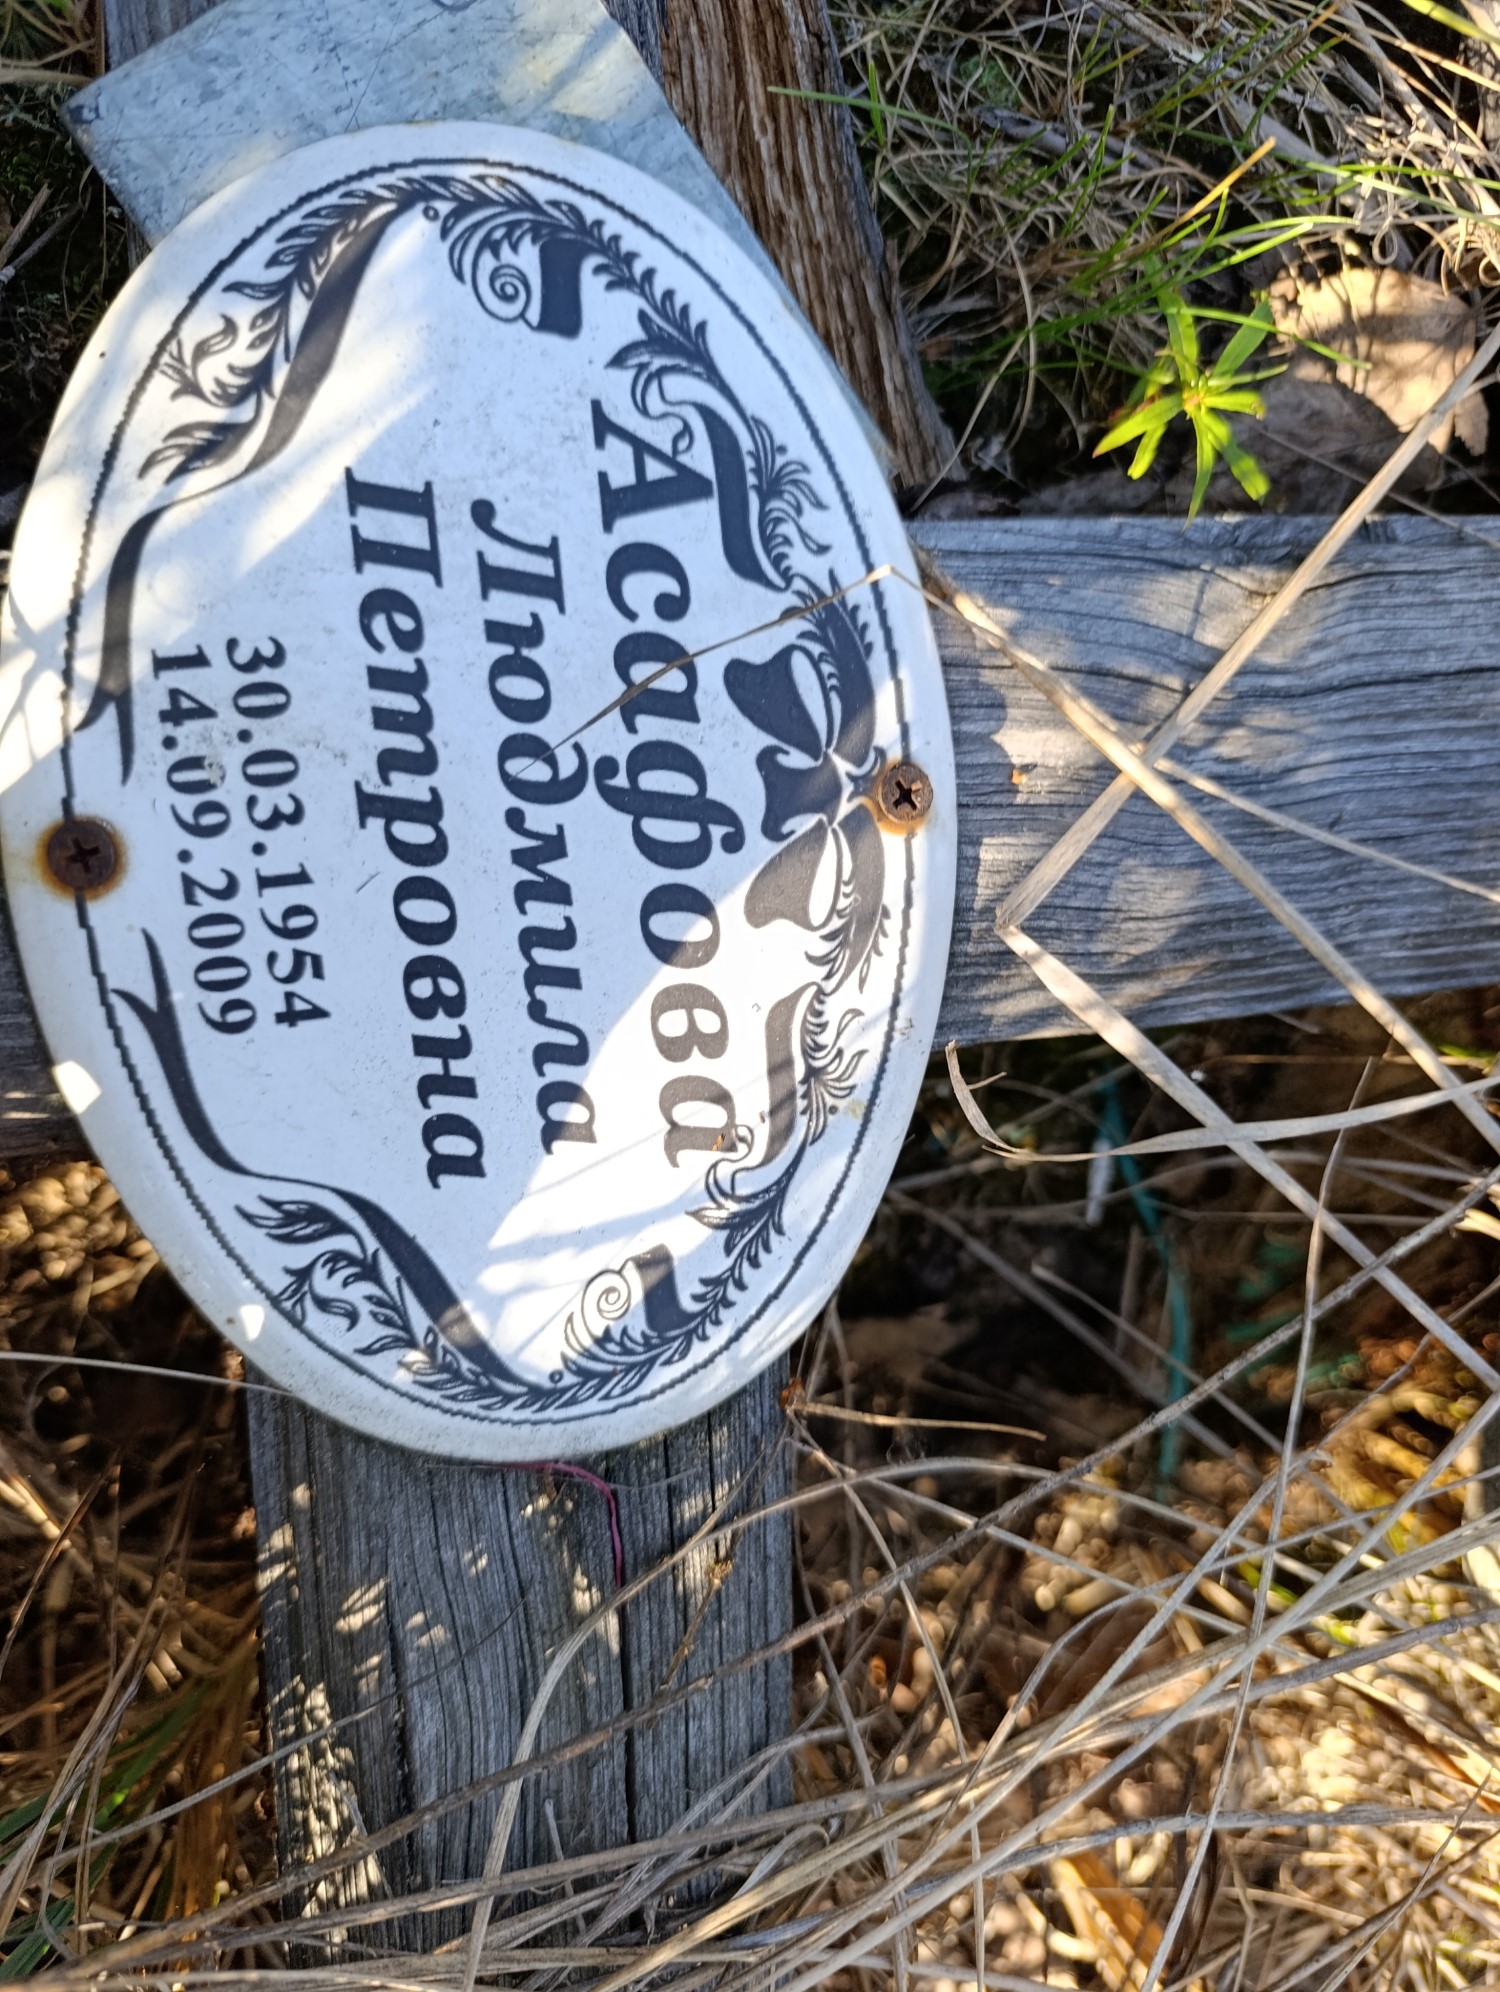 Асафова
Людмила
Петровна
30.03.1954
14.09.2009